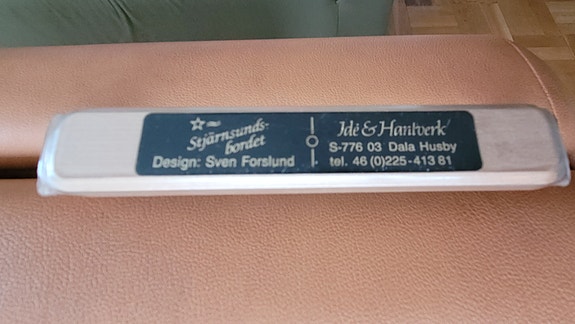 Stjärnsunds-
bordet
Design: Sven Forslund
Idé & Hantverk
S-776 03 Dala Husby
tel. 46 (0)225-413 81